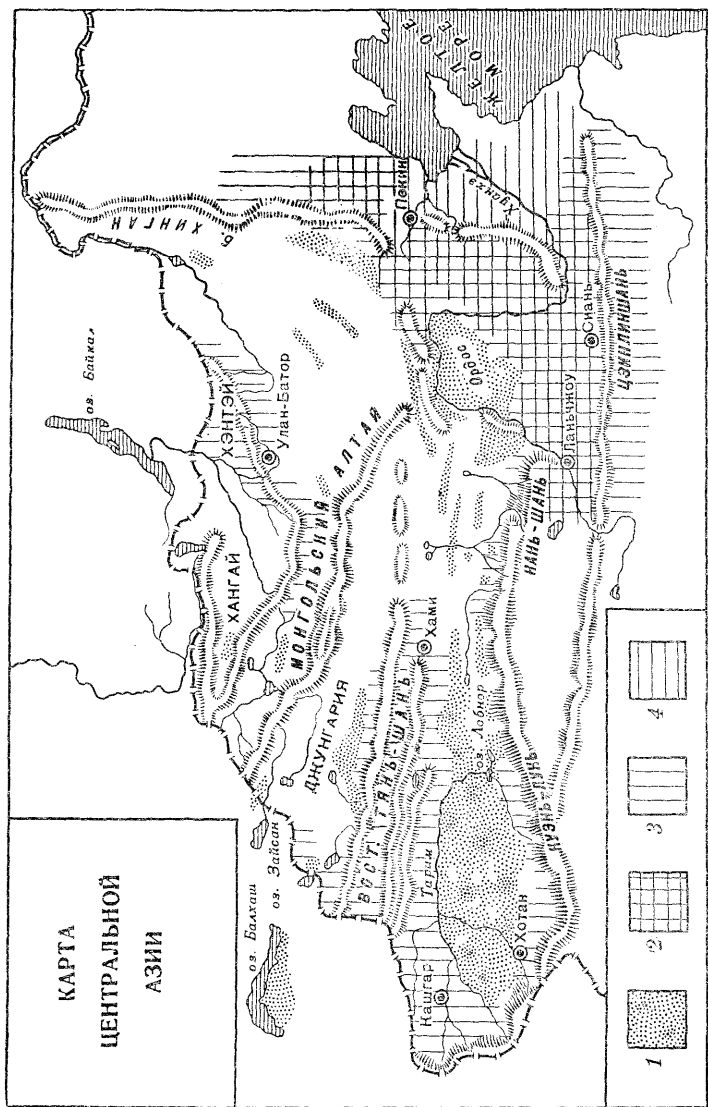 КАРТА
ЦЕНТРАЛЬНОЙ
АЗИИ
оз. Балхаш
оз. Зайсан
оз. Байкал
ХАНГАЙ
ХЭНТЭЙ
Улан-Батор
Б. ХИНГАН
МОНГОЛЬСКИЙ АЛТАЙ
ДЖУНГАРИЯ
ВОСТ. ТЯНЬ-ШАНЬ
Хами
Тарим
оз. Лобнор
Кашгар
Хотан
КУЭНЬ-ЛУНЬ
НАНЬ-ШАНЬ
Ордос
Ланьчжоу
Сиань
ЦЗИНЛИНШАНЬ
Пекин
Хуанхэ
ЖЕЛТОЕ
МОРЕ
1
2
3
4